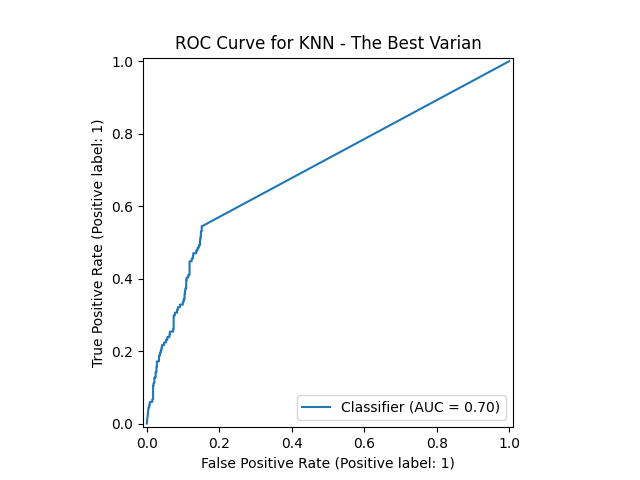 ROC Curve for KNN - The Best Varian
1.0
0.8
0.6
0.4
0.2
0.0
True Positive Rate (Positive label: 1)
Classifier (AUC = 0.70)
0.0 0.2 0.4 0.6 0.8 1.0
False Positive Rate (Positive label: 1)